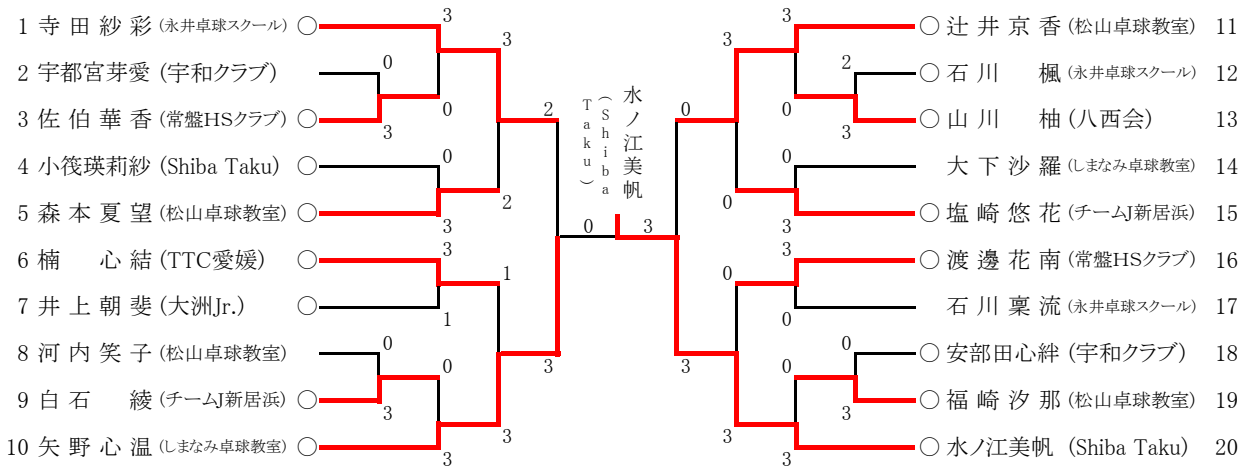 1 寺田紗彩 (永井卓球スクール) ○
2 宇都宮芽愛 (宇和クラブ)
3 佐伯華香 (常盤HSクラブ) ○
4 小筏瑛莉紗 (Shiba Taku) ○
5 森本夏望 (松山卓球教室) ○
6 楠 心結 (TTC愛媛) ○
7 井上朝斐 (大洲Jr.) ○
8 河内笑子 (松山卓球教室)
9 白石 綾 (チームJ新居浜) ○
10 矢野心温 (しまなみ卓球教室) ○
3
0
3
0
3
0
3
2
3
1
1
0
3
0
3
3
2
3
0
水ノ江美帆
(Shiba Taku)
3
0
3
3
0
3
2
3
0
0
3
0
3
0
0
3
0
3
3
○ 辻井京香 (松山卓球教室) 11
○ 石川 楓 (永井卓球スクール) 12
○ 山川 柚 (八西会) 13
大下沙羅 (しまなみ卓球教室) 14
○ 塩崎悠花 (チームJ新居浜) 15
○ 渡邊花南 (常盤HSクラブ) 16
石川稟流 (永井卓球スクール) 17
○ 安部田心絆 (宇和クラブ) 18
○ 福崎汐那 (松山卓球教室) 19
○ 水ノ江美帆 (Shiba Taku) 20